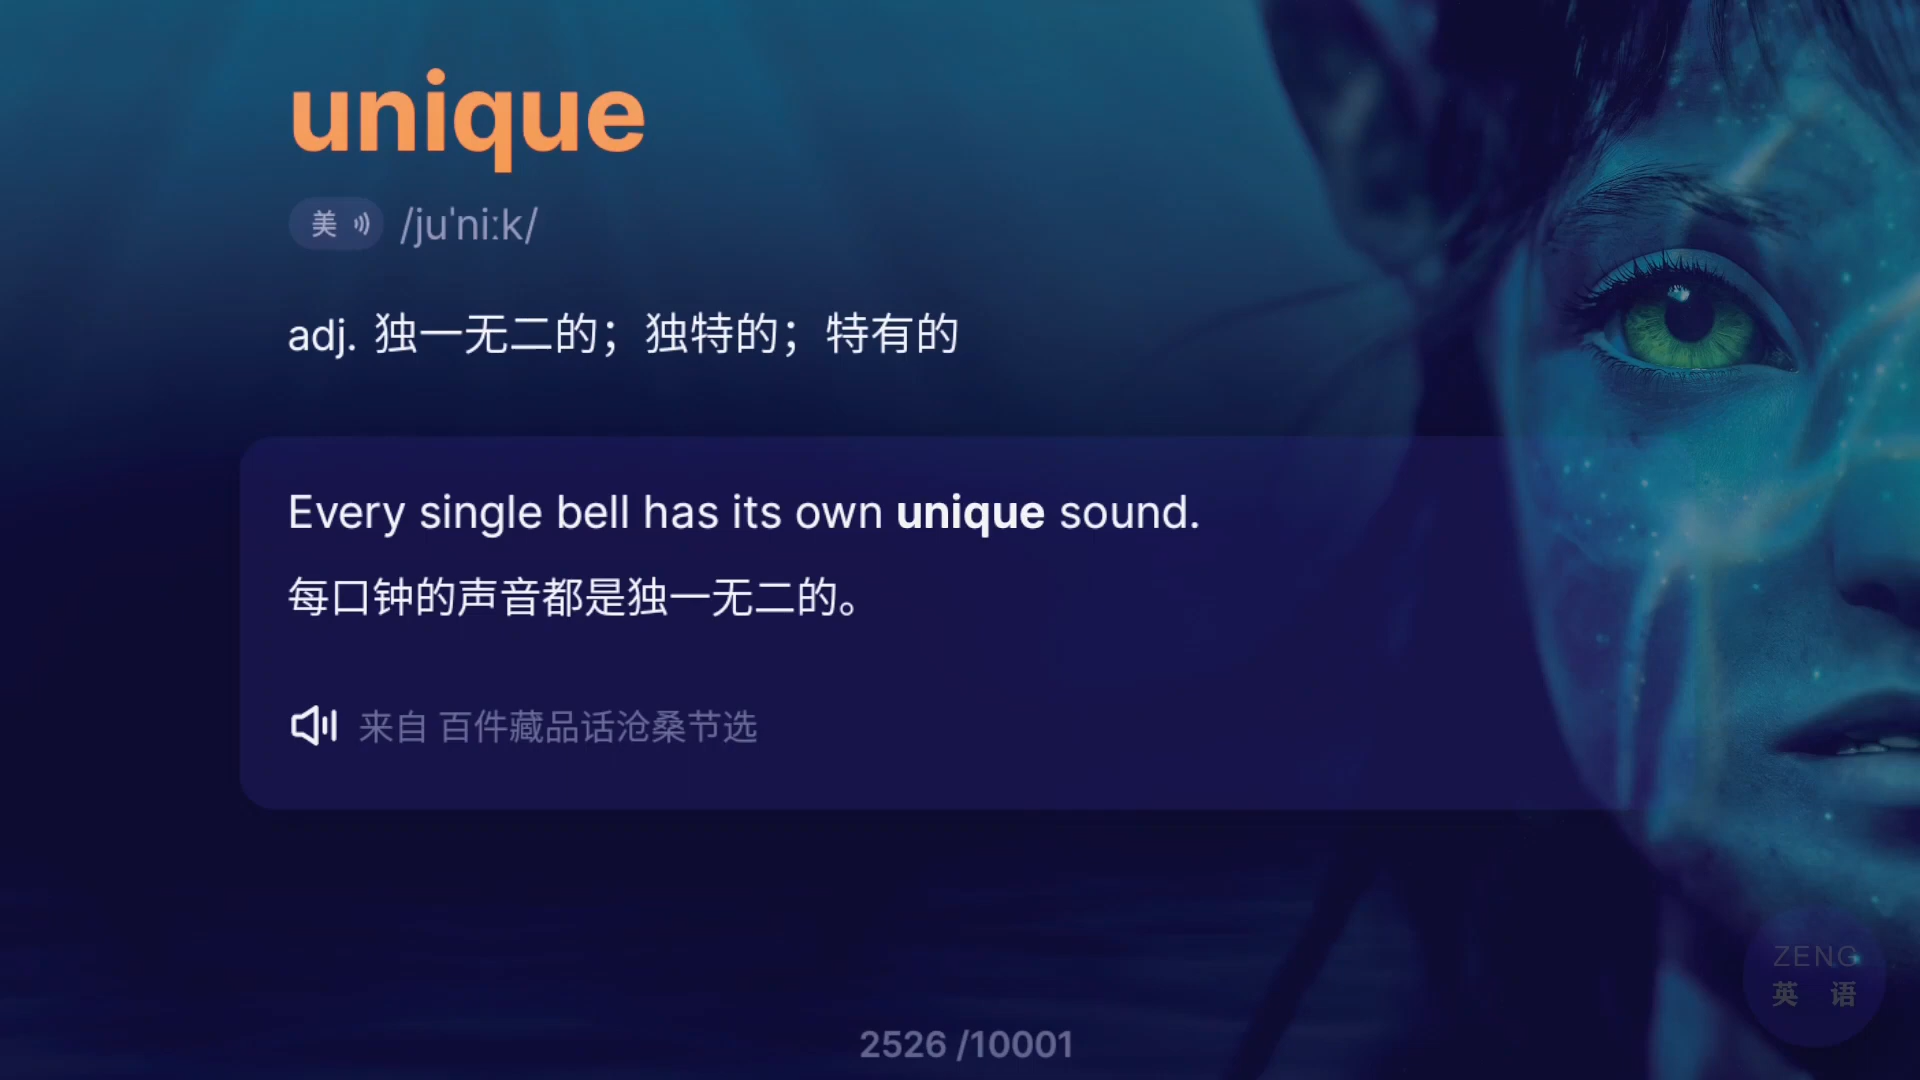 unique
美 /ju'ni:k/
adj. 独一无二的；独特的；特有的
Every single bell has its own unique sound.
每口钟的声音都是独一无二的。
来自 百件藏品话沧桑节选
ZENG
英 语
2526 /10001